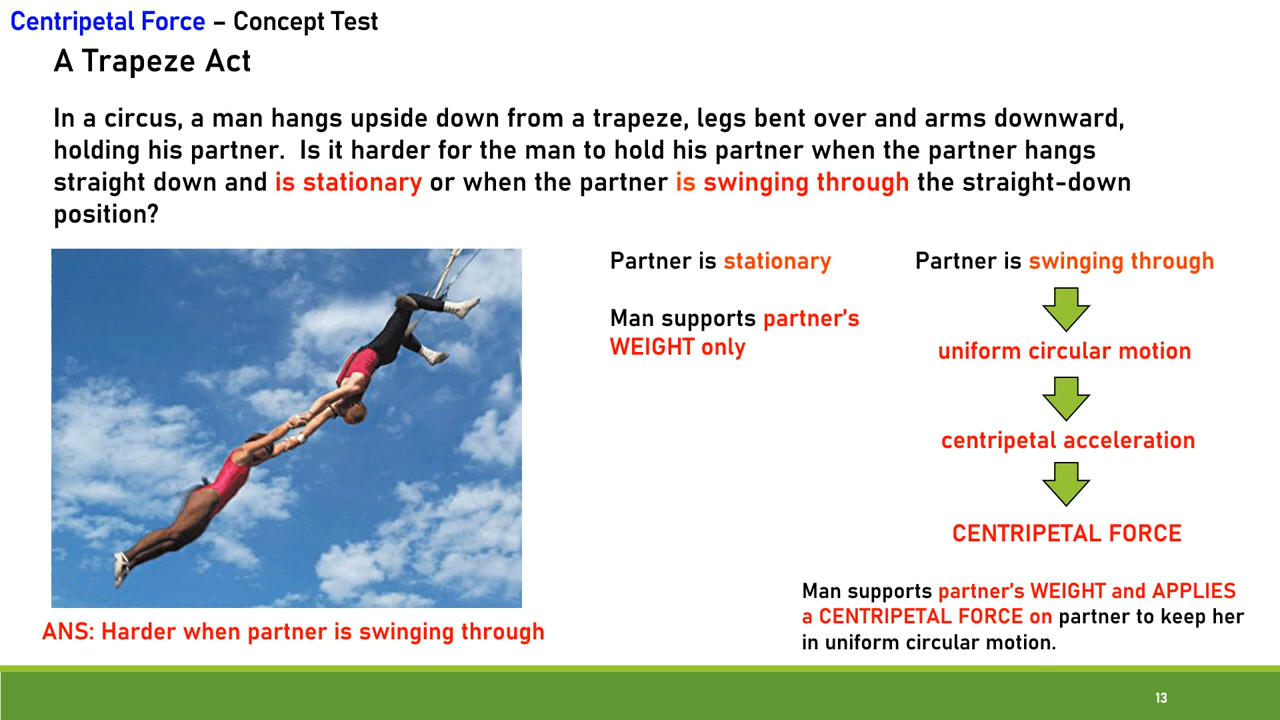 Centripetal Force – Concept Test
A Trapeze Act
In a circus, a man hangs upside down from a trapeze, legs bent over and arms downward,
holding his partner.  Is it harder for the man to hold his partner when the partner hangs
straight down and is stationary or when the partner is swinging through the straight-down
position?
Partner is stationary
Man supports partner's
WEIGHT only
Partner is swinging through
uniform circular motion
centripetal acceleration
CENTRIPETAL FORCE
Man supports partner's WEIGHT and APPLIES
a CENTRIPETAL FORCE on partner to keep her
in uniform circular motion.
ANS: Harder when partner is swinging through
13